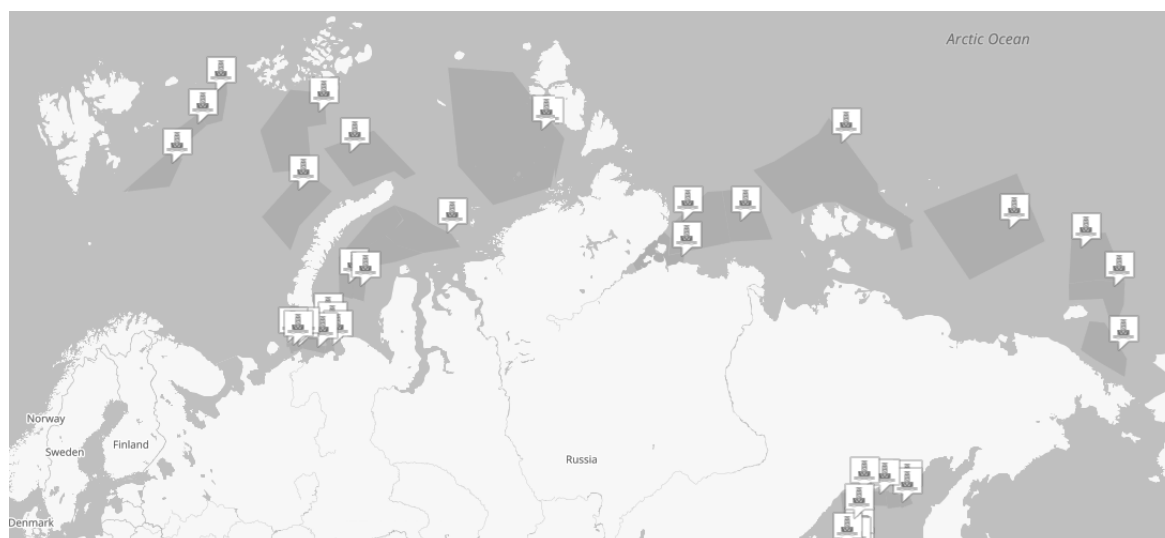 Arctic Ocean
Norway
Sweden
Finland
Russia
Denmark